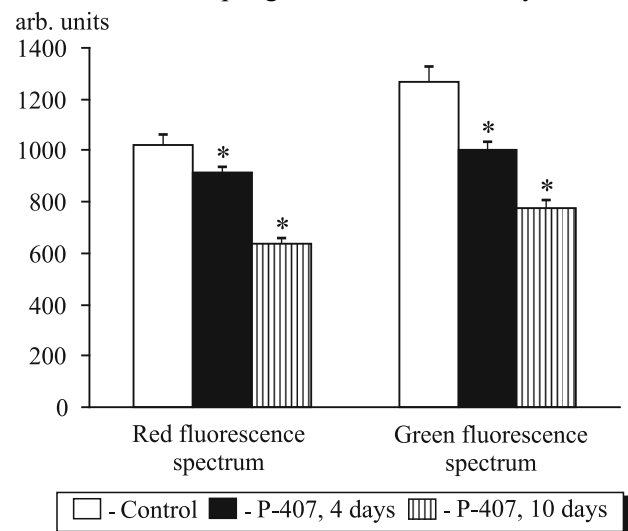 arb. units
1400
1200
1000
800
600
400
200
0
*
*
*
*
Red fluorescence
spectrum
Green fluorescence
spectrum
- Control - P-407, 4 days - P-407, 10 days